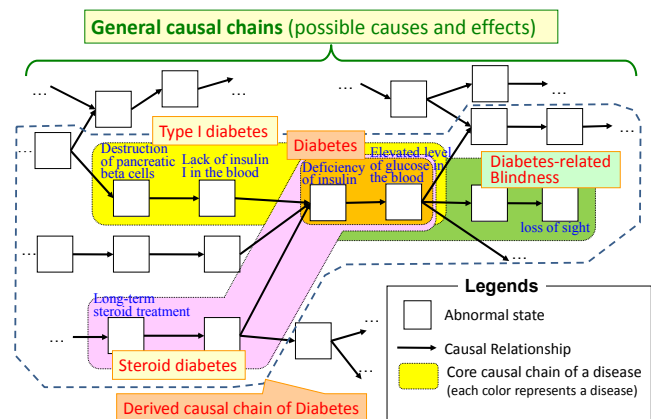 General causal chains (possible causes and effects)
...
...
...
...
...
Type I diabetes
Diabetes
Destruction
of pancreatic
beta cells
Lack of insulin
I in the blood
Deficiency
of insulin
Elevated level
of glucose in
the blood
Diabetes-related
Blindness
loss of sight
...
...
...
Long-term
steroid treatment
...
Steroid diabetes
...
...
Derived causal chain of Diabetes
Legends
Abnormal state
Causal Relationship
Core causal chain of a disease
(each color represents a disease)